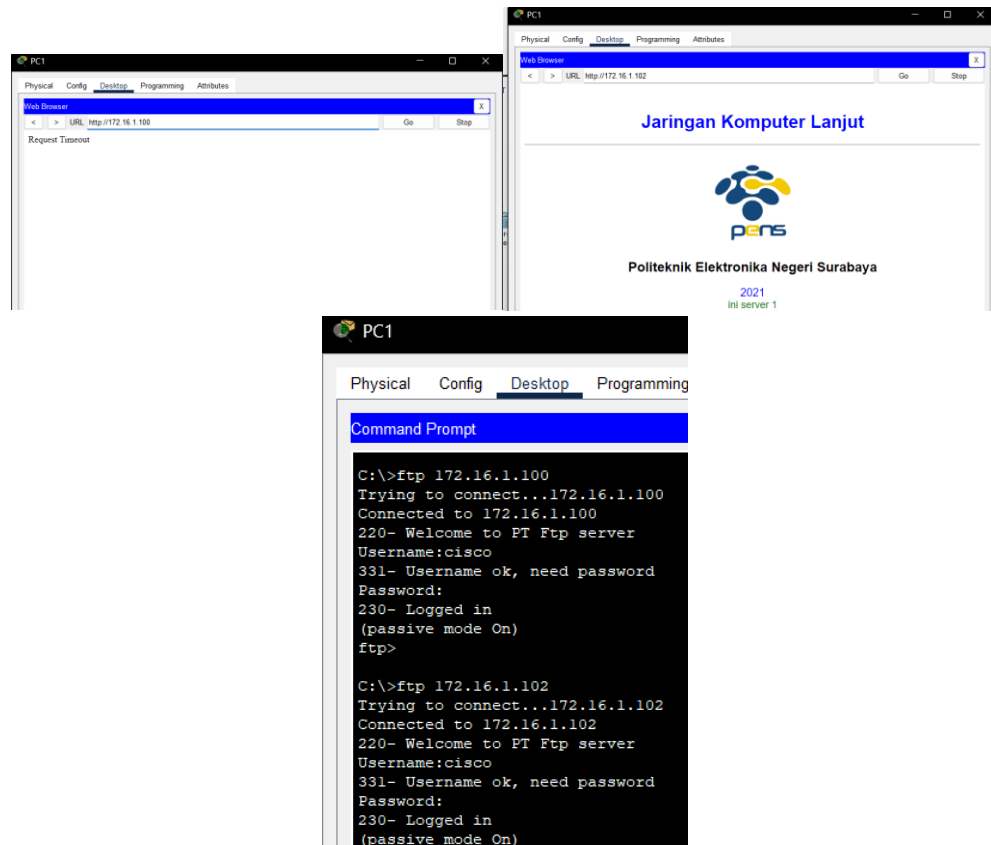 PC1
Physical Config Desktop Programming Attributes
Web Browser X
< > URL http://172.16.1.100 Go Stop
Request Timeout
PC1
Physical Config Desktop Programming Attributes
Web Browser X
< > URL http://172.16.1.102 Go Stop
Jaringan Komputer Lanjut
pens
Politeknik Elektronika Negeri Surabaya
2021
ini server 1
PC1
Physical Config Desktop Programming
Command Prompt
C:\>ftp 172.16.1.100
Trying to connect...172.16.1.100
Connected to 172.16.1.100
220- Welcome to PT Ftp server
Username:cisco
331- Username ok, need password
Password:
230- Logged in
(passive mode On)
ftp>
C:\>ftp 172.16.1.102
Trying to connect...172.16.1.102
Connected to 172.16.1.102
220- Welcome to PT Ftp server
Username:cisco
331- Username ok, need password
Password:
230- Logged in
(passive mode On)